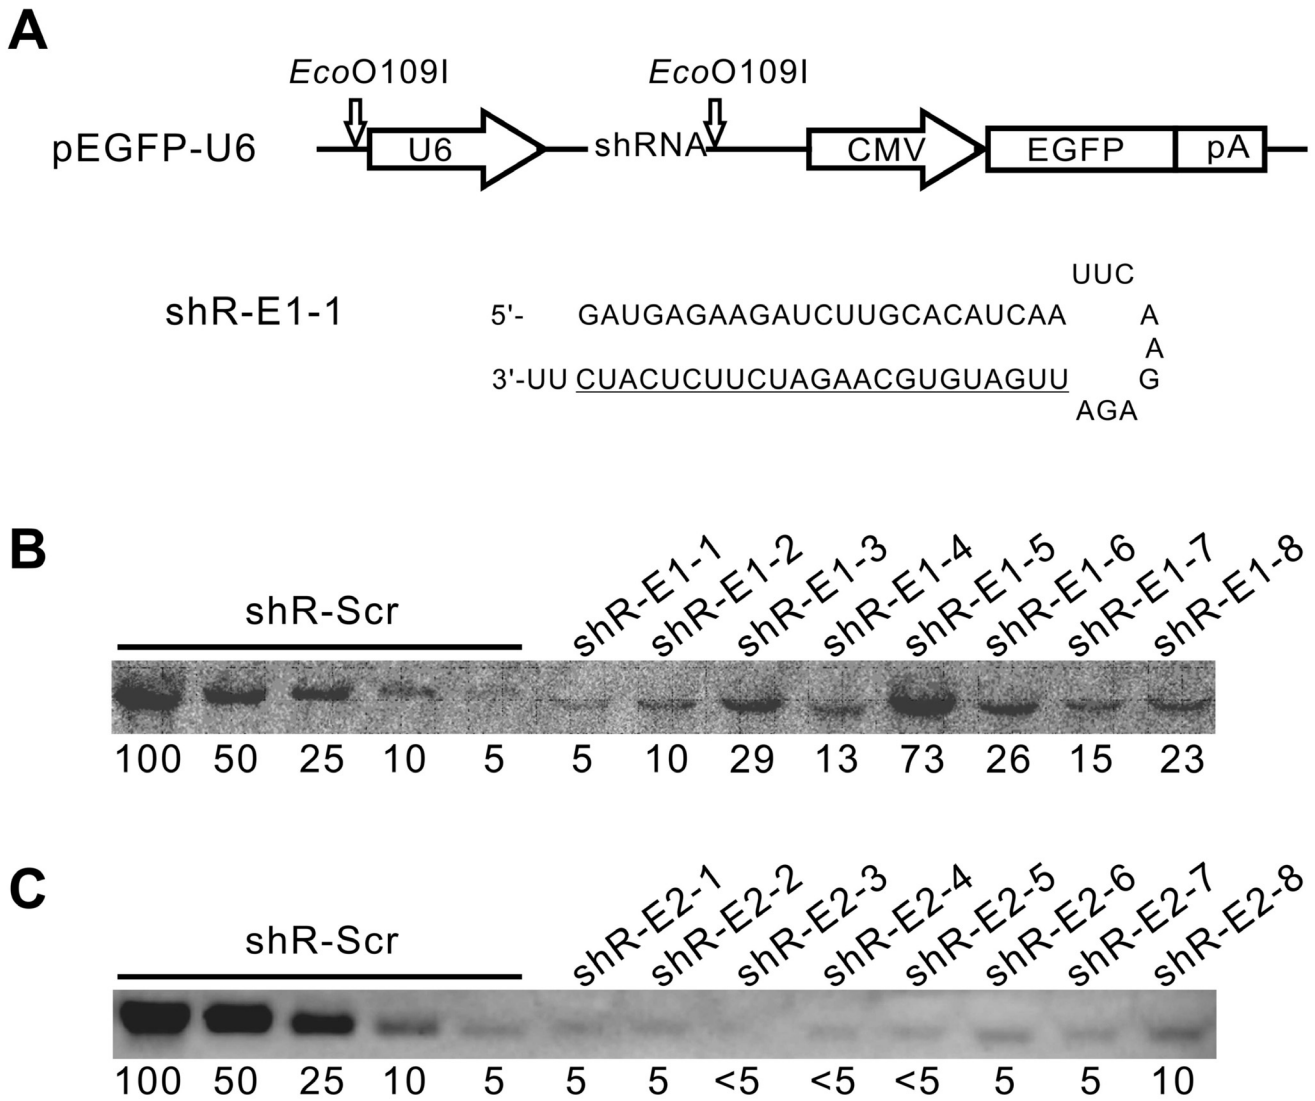 A
EcoO109I EcoO109I
pEGFP-U6 U6 shRNA CMV EGFP pA
UUC
shR-E1-1 5'- GAUGAGAAGAUCUUGCACAUCAA A
A
3'-UU CUACUCUUCUAGAACGUGUAGUU G
AGA
B
shR-Scr shR-E1-1 shR-E1-2 shR-E1-3 shR-E1-4 shR-E1-5 shR-E1-6 shR-E1-7 shR-E1-8
100 50 25 10 5 5 10 29 13 73 26 15 23
C
shR-Scr shR-E2-1 shR-E2-2 shR-E2-3 shR-E2-4 shR-E2-5 shR-E2-6 shR-E2-7 shR-E2-8
100 50 25 10 5 5 5 <5 <5 <5 5 5 10